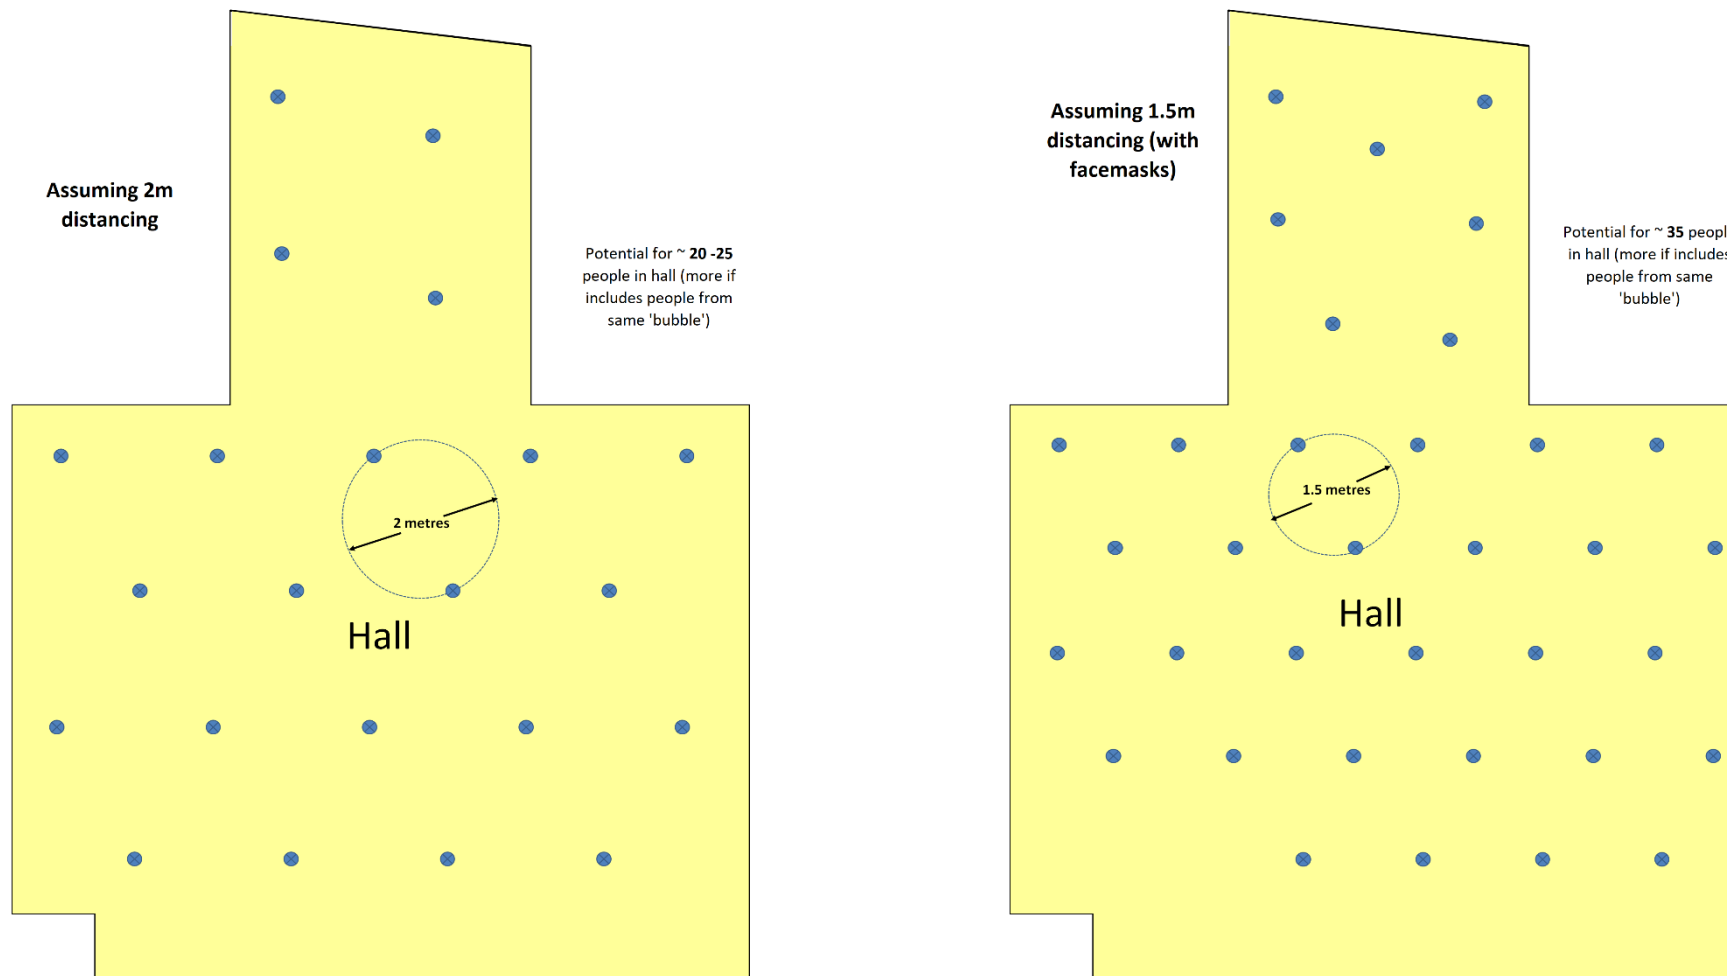 Assuming 2m
distancing
Potential for ~ 20 -25
people in hall (more if
includes people from
same 'bubble')
2 metres
Hall
Assuming 1.5m
distancing (with
facemasks)
Potential for ~ 35 peopl
in hall (more if includes
people from same
'bubble')
1.5 metres
Hall